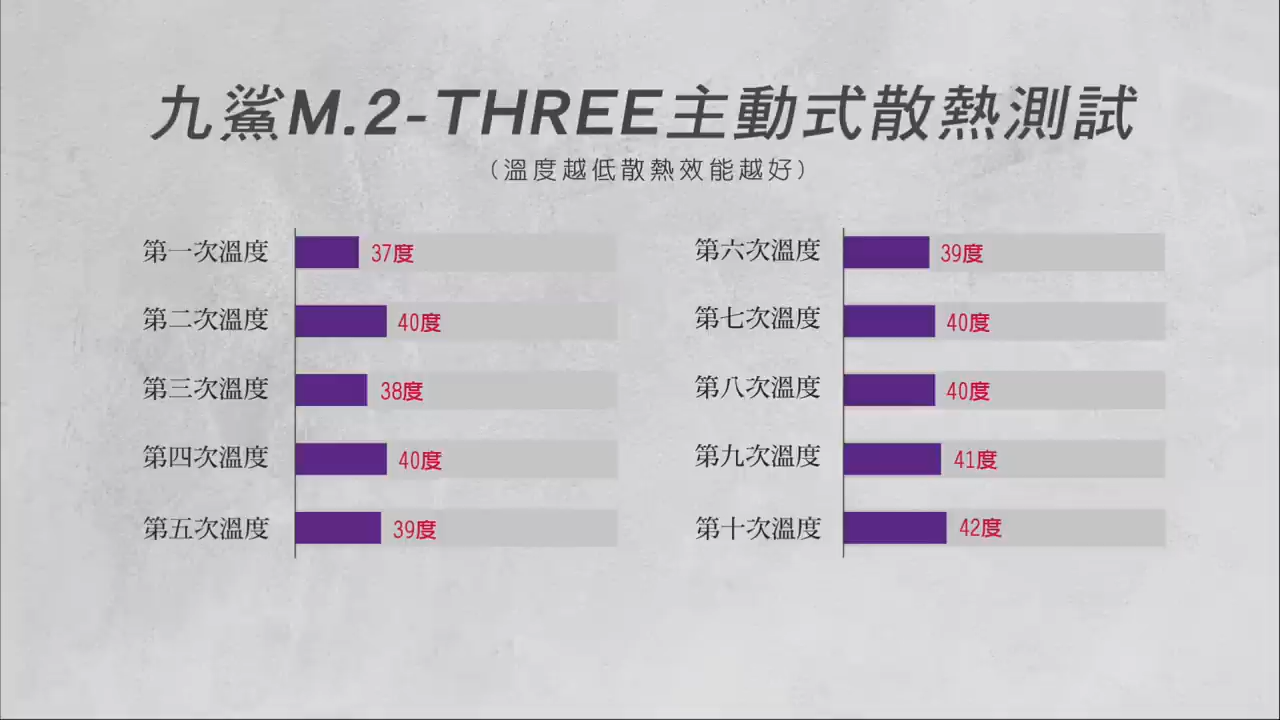 九鯊M.2-THREE主動式散熱測試
（溫度越低散熱效能越好）
第一次溫度 37度
第二次溫度 40度
第三次溫度 38度
第四次溫度 40度
第五次溫度 39度
第六次溫度 39度
第七次溫度 40度
第八次溫度 40度
第九次溫度 41度
第十次溫度 42度